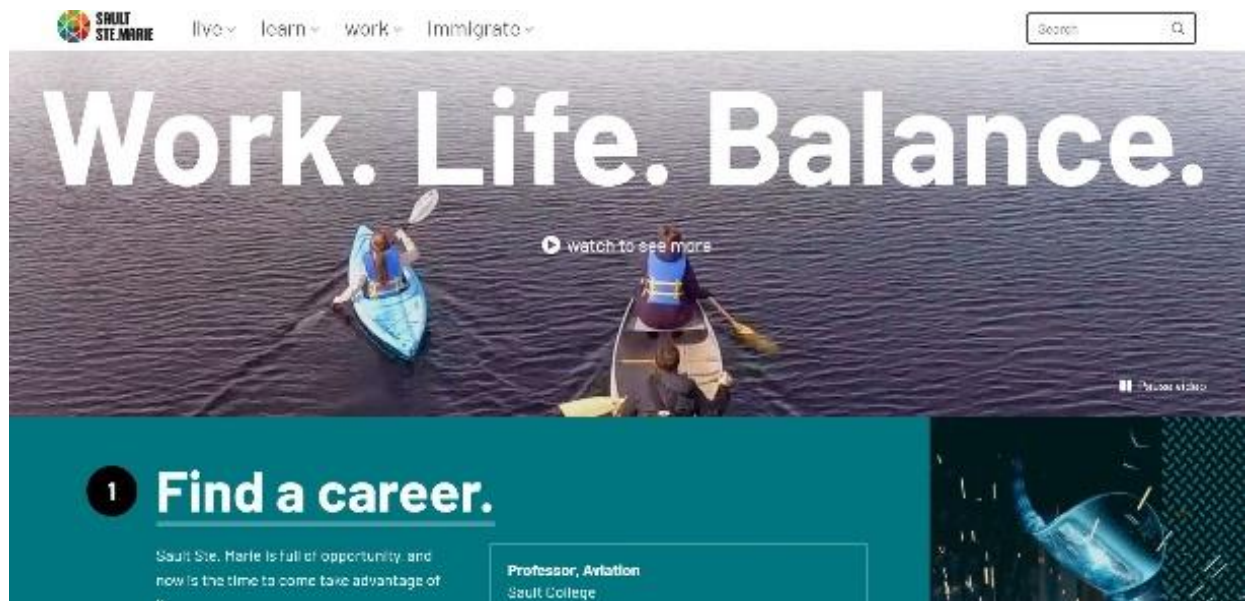 SAULT
STE.MARIE
live learn work immigrate
Search
Work. Life. Balance.
watch to see more
Pause video
1
Find a career.
Sault Ste. Marie is full of opportunity, and
now is the time to come take advantage of
Professor, Aviation
Sault College